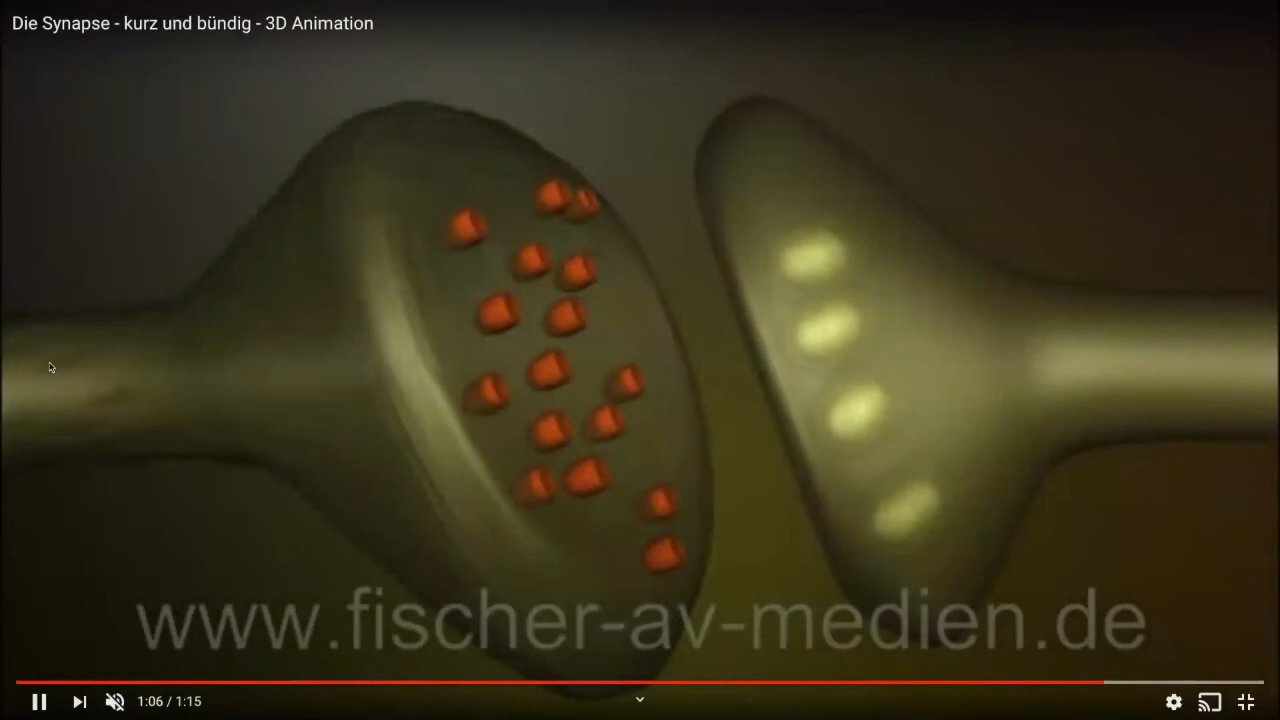 Die Synapse - kurz und bündig - 3D Animation
www.fischer-av-medien.de
1:06 / 1:15